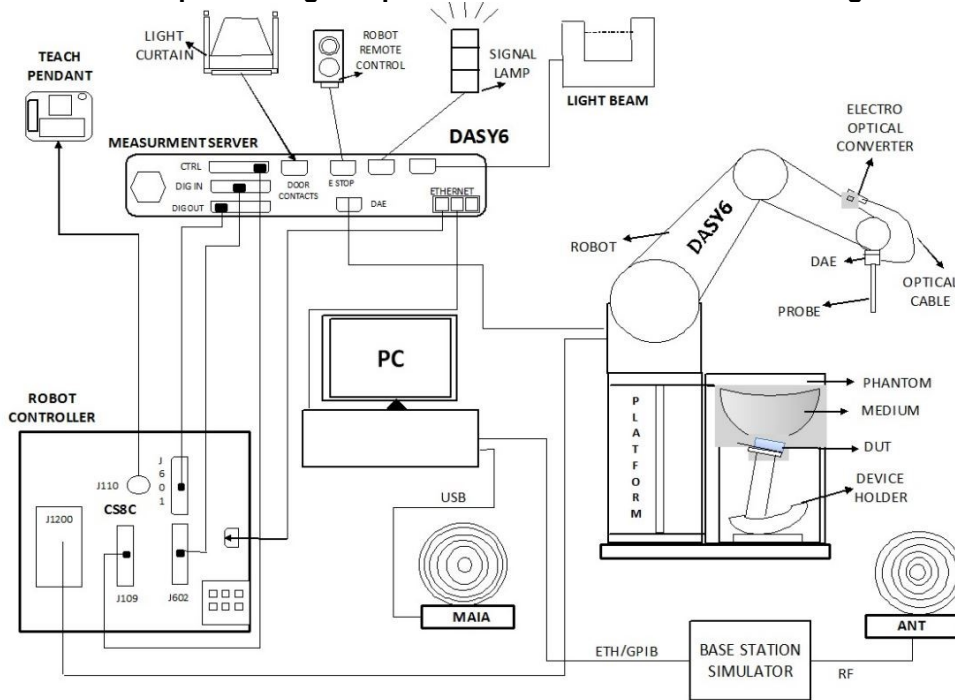 LIGHT
CURTAIN
ROBOT
REMOTE
CONTROL
SIGNAL
LAMP
LIGHT BEAM
TEACH
PENDANT
ELECTRO
OPTICAL
CONVERTER
MEASURMENT SERVER
DASY6
CTRL
DIG IN
DIGOUT
DOOR
CONTACTS
E STOP
DAE
ETHERNET
ROBOT
DASY6
DAE
OPTICAL
CABLE
PROBE
PC
PHANTOM
MEDIUM
DUT
DEVICE
HOLDER
PLATFORM
ROBOT
CONTROLLER
J601
J110
CS8C
J1200
J109
J602
USB
MAIA
ETH/GPIB
BASE STATION
SIMULATOR
RF
ANT